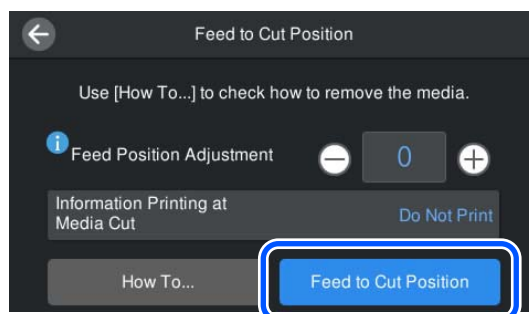 Feed to Cut Position
Use [How To...] to check how to remove the media.
i
Feed Position Adjustment
0
Information Printing at
Media Cut
Do Not Print
How To...
Feed to Cut Position